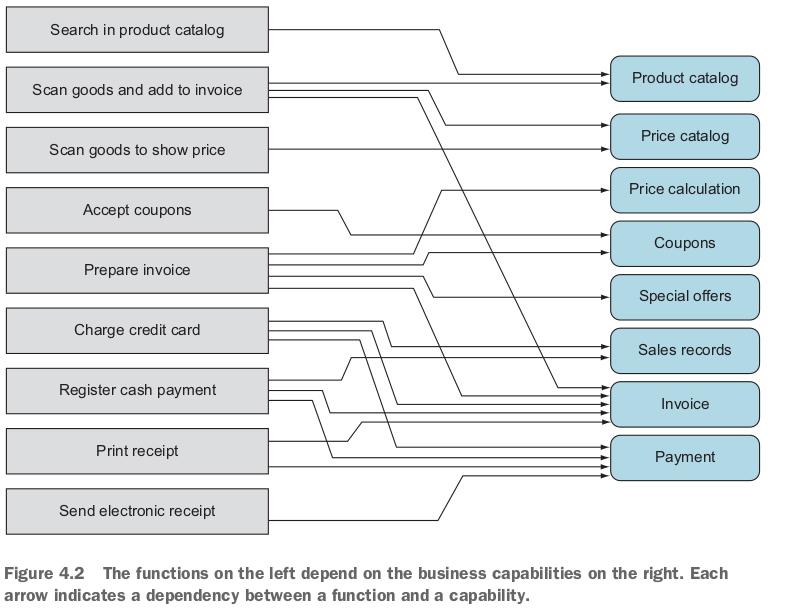 Search in product catalog
Scan goods and add to invoice
Scan goods to show price
Accept coupons
Prepare invoice
Charge credit card
Register cash payment
Print receipt
Send electronic receipt
Product catalog
Price catalog
Price calculation
Coupons
Special offers
Sales records
Invoice
Payment
Figure 4.2 The functions on the left depend on the business capabilities on the right. Each
arrow indicates a dependency between a function and a capability.